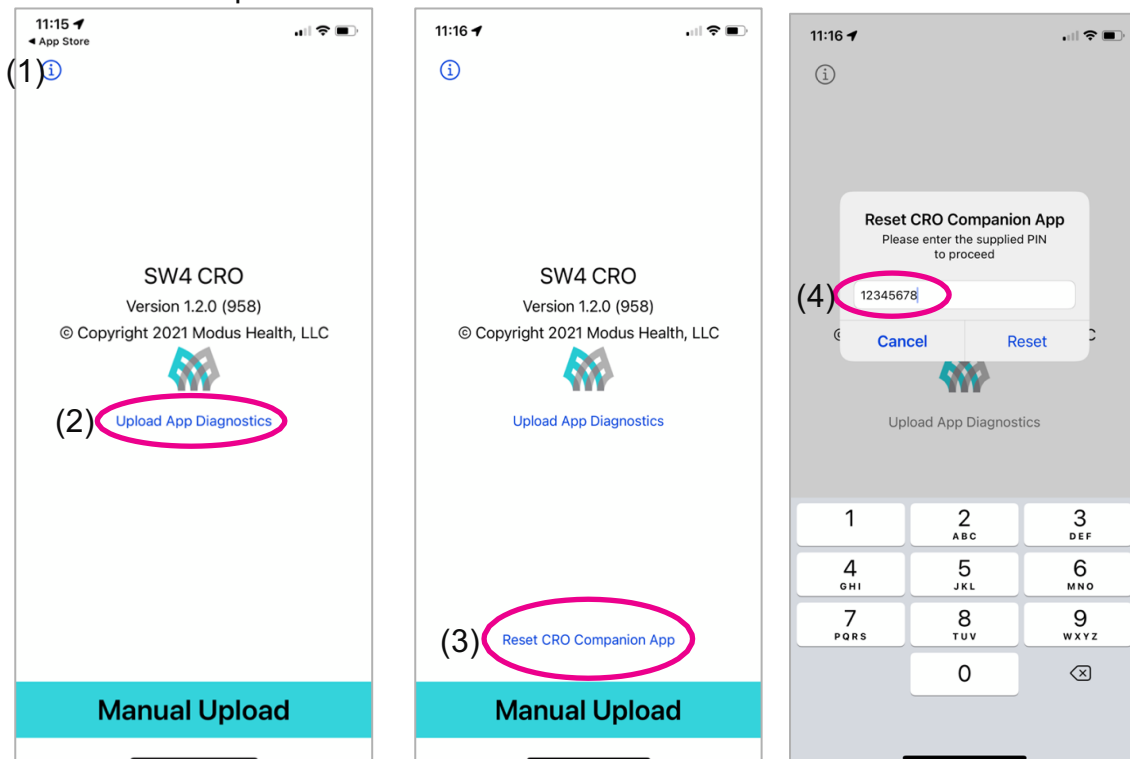 11:15
◀ App Store
(1)
SW4 CRO
Version 1.2.0 (958)
© Copyright 2021 Modus Health, LLC
(2) Upload App Diagnostics
Manual Upload
11:16
SW4 CRO
Version 1.2.0 (958)
© Copyright 2021 Modus Health, LLC
Upload App Diagnostics
(3) Reset CRO Companion App
Manual Upload
11:16
Reset CRO Companion App
Please enter the supplied PIN
to proceed
(4) 12345678
Cancel Reset
Upload App Diagnostics
1 2 3
ABC DEF
4 5 6
GHI JKL MNO
7 8 9
PQRS TUV WXYZ
0